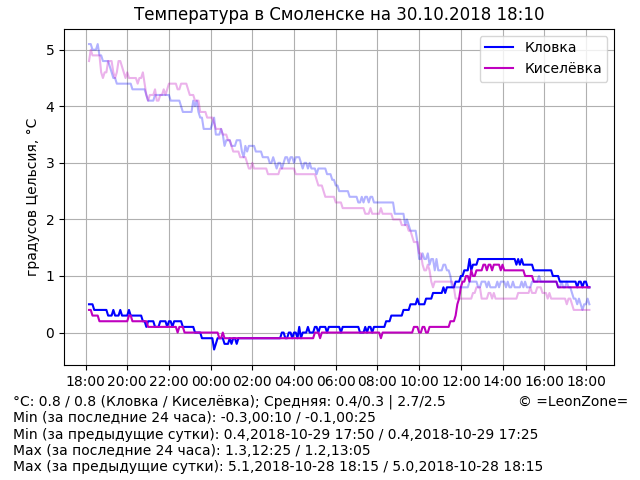 Температура в Смоленске на 30.10.2018 18:10
градусов Цельсия, °C
5
4
3
2
1
0
Кловка
Киселёвка
18:00 20:00 22:00 00:00 02:00 04:00 06:00 08:00 10:00 12:00 14:00 16:00 18:00
°C: 0.8 / 0.8 (Кловка / Киселёвка); Средняя: 0.4/0.3 | 2.7/2.5 © =LeonZone=
Min (за последние 24 часа): -0.3,00:10 / -0.1,00:25
Min (за предыдущие сутки): 0.4,2018-10-29 17:50 / 0.4,2018-10-29 17:25
Max (за последние 24 часа): 1.3,12:25 / 1.2,13:05
Max (за предыдущие сутки): 5.1,2018-10-28 18:15 / 5.0,2018-10-28 18:15